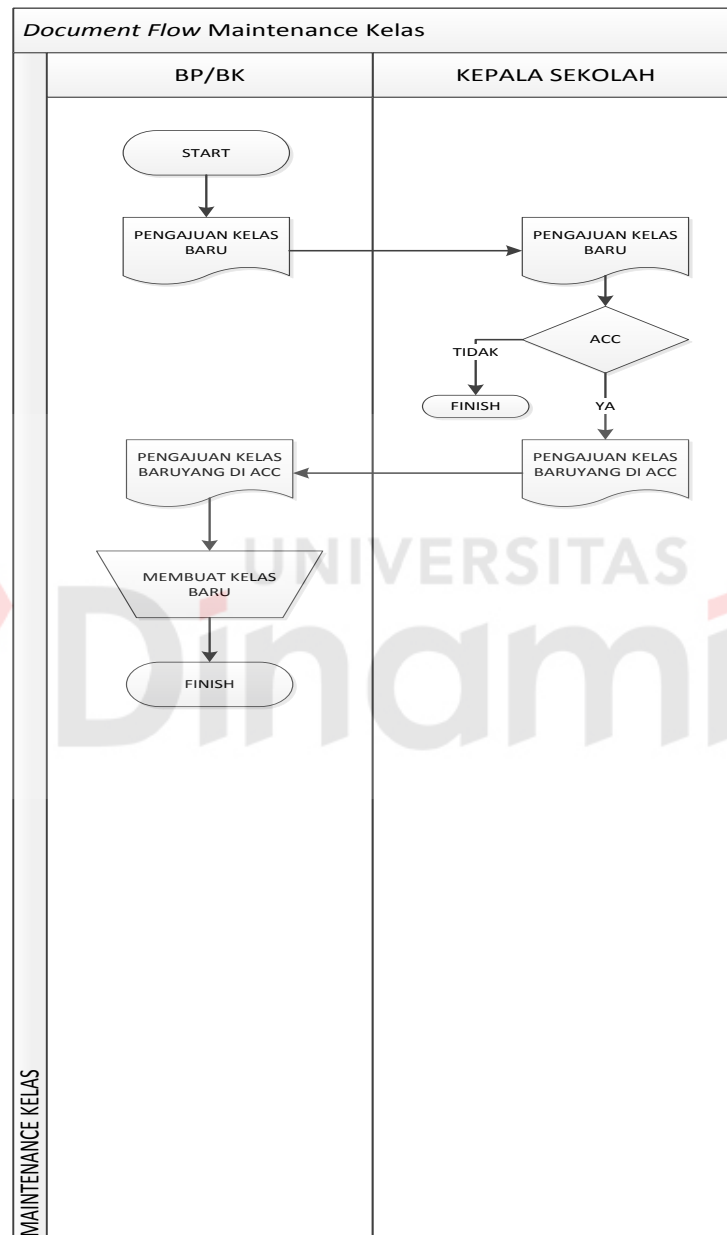 Document Flow Maintenance Kelas
BP/BK
KEPALA SEKOLAH
START
PENGAJUAN KELAS
BARU
PENGAJUAN KELAS
BARU
ACC
TIDAK
FINISH
YA
PENGAJUAN KELAS
BARUYANG DI ACC
PENGAJUAN KELAS
BARUYANG DI ACC
MEMBUAT KELAS
BARU
FINISH
MAINTENANCE KELAS
UNIVERSITAS
Dinami